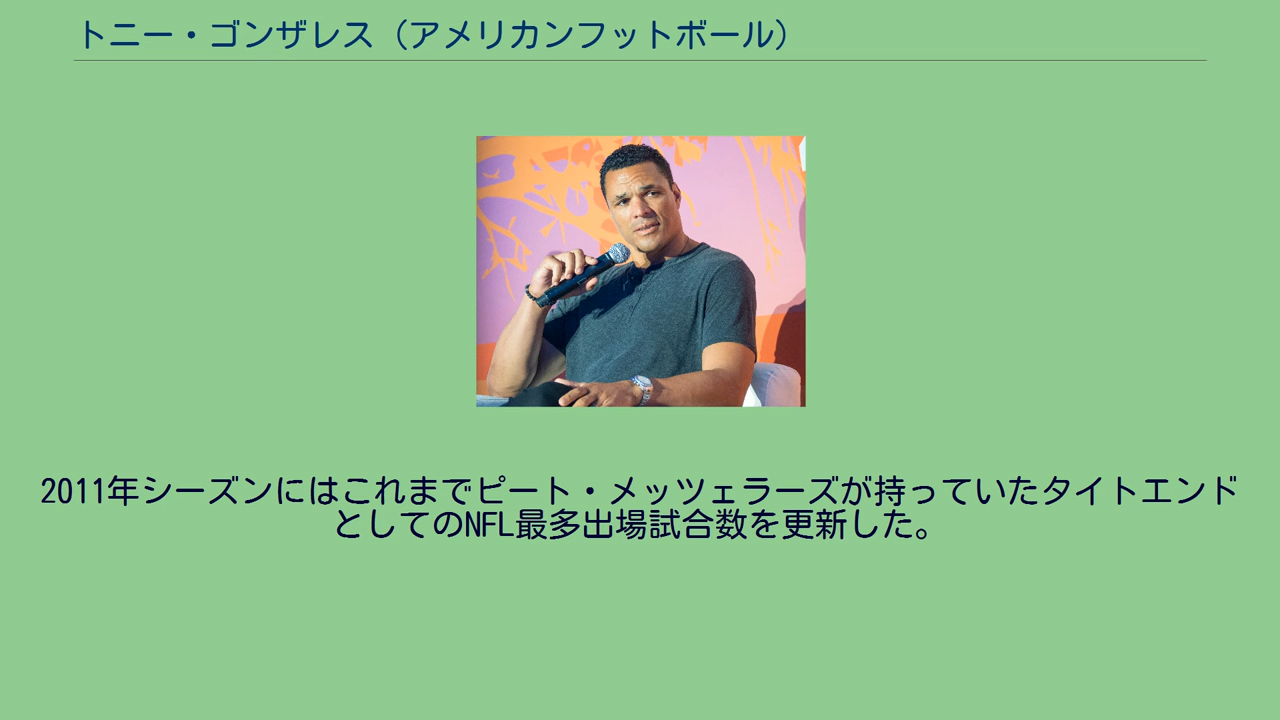 トニー・ゴンザレス（アメリカンフットボール）
2011年シーズンにはこれまでピート・メッツェラーズが持っていたタイトエンド
としてのNFL最多出場試合数を更新した。